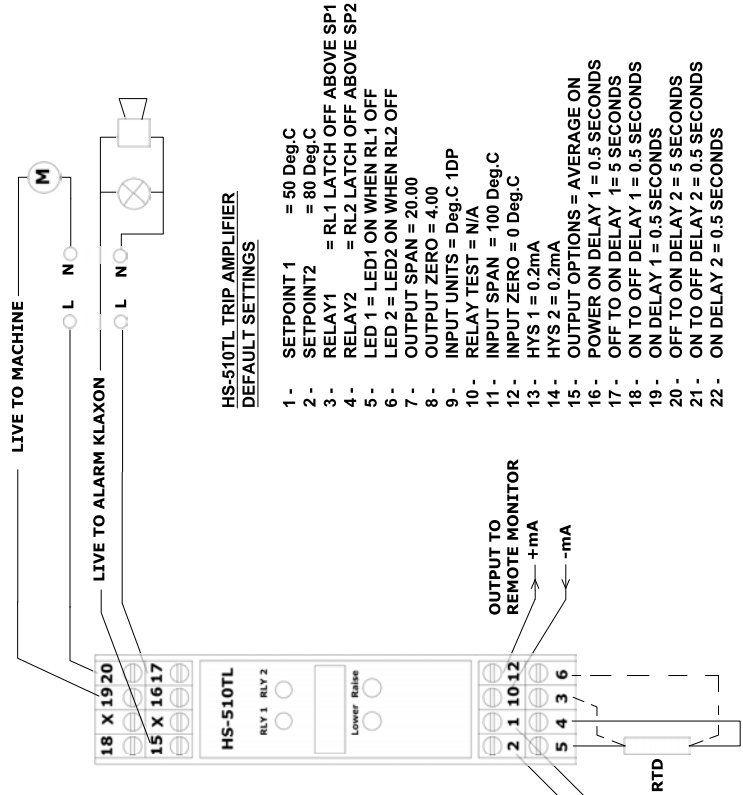 LIVE TO MACHINE
M
L N
LIVE TO ALARM KLAXON
L N
HS-510TL TRIP AMPLIFIER
DEFAULT SETTINGS
1 - SETPOINT 1 = 50 Deg.C
2 - SETPOINT2 = 80 Deg.C
3 - RELAY1 = RL1 LATCH OFF ABOVE SP1
4 - RELAY2 = RL2 LATCH OFF ABOVE SP2
5 - LED1 = LED1 ON WHEN RL1 OFF
6 - LED 2 = LED2 ON WHEN RL2 OFF
7 - OUTPUT SPAN = 20.00
8 - OUTPUT ZERO = 4.00
9 - INPUT UNITS = Deg.C 1DP
10 - RELAY TEST = N/A
11 - INPUT SPAN = 100 Deg.C
12 - INPUT ZERO = 0 Deg.C
13 - HYS 1 = 0.2mA
14 - HYS 2 = 0.2mA
15 - OUTPUT OPTIONS = AVERAGE ON
16 - POWER ON DELAY 1 = 0.5 SECONDS
17 - OFF TO ON DELAY 1= 5 SECONDS
18 - ON TO OFF DELAY 1 = 0.5 SECONDS
19 - ON DELAY 1 = 0.5 SECONDS
20 - OFF TO ON DELAY 2 = 5 SECONDS
21 - ON TO OFF DELAY 2 = 0.5 SECONDS
22 - ON DELAY 2 = 0.5 SECONDS
18 X 19 20
15 X 16 17
HS-510TL
RLY 1 RLY 2
Lower Raise
2 1 10 12
5 4 3 6
OUTPUT TO
REMOTE MONITOR
+mA
-mA
RTD